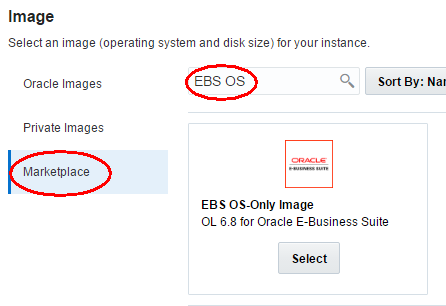 Image
Select an image (operating system and disk size) for your instance.
Oracle Images
EBS OS
Sort By: Nar
Private Images
Marketplace
ORACLE
E-BUSINESS SUITE
EBS OS-Only Image
OL 6.8 for Oracle E-Business Suite
Select